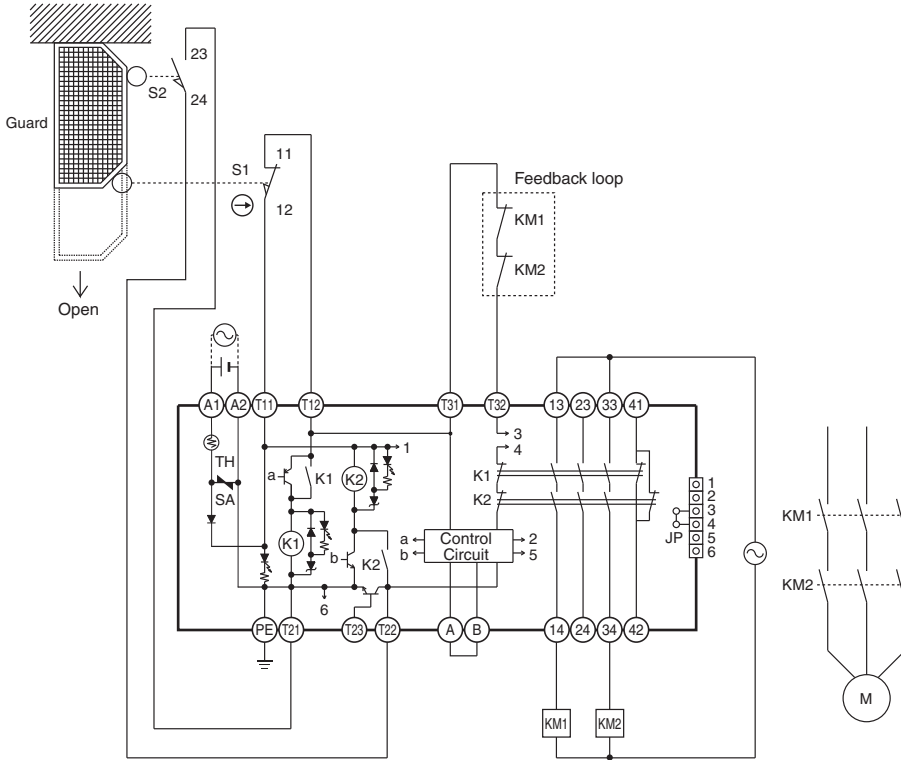 23
S2
24
Guard
11
S1
12
Feedback loop
KM1
KM2
Open
A1 A2 T11 T12 T31 T32 13 23 33 41
1
3
4
TH
SA
a
K1
K2
K1
K2
K1
b
K2
a
b
Control
Circuit
2
5
6
JP
1
2
3
4
5
6
KM1
KM2
PE T21 T23 T22 A B 14 24 34 42
M
KM1
KM2